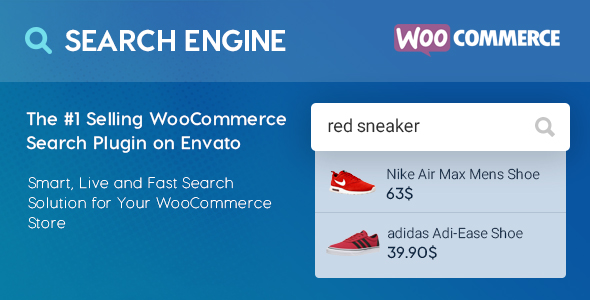 SEARCH ENGINE
WOO COMMERCE
The #1 Selling WooCommerce
Search Plugin on Envato
Smart, Live and Fast Search
Solution for Your WooCommerce
Store
red sneaker
Nike Air Max Mens Shoe
63$
adidas Adi-Ease Shoe
39.90$